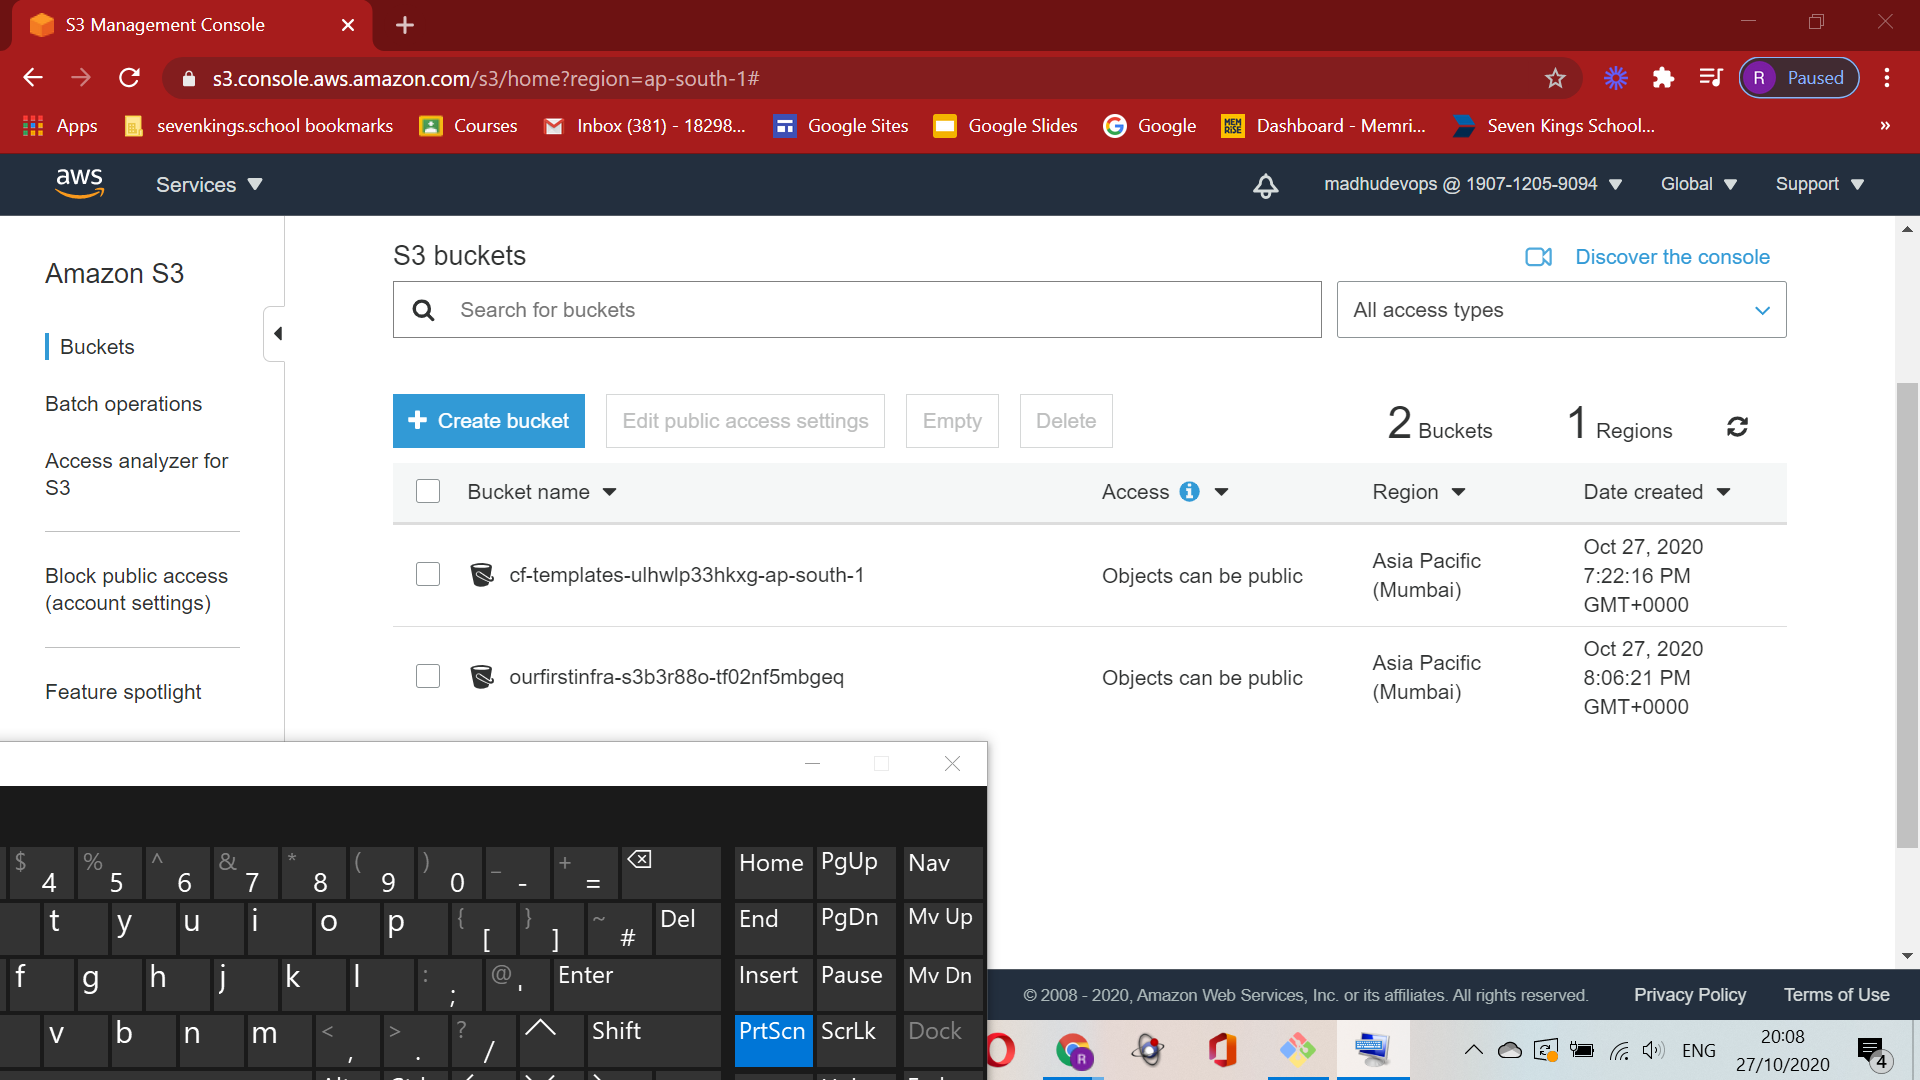 S3 Management Console
s3.console.aws.amazon.com/s3/home?region=ap-south-1#
R Paused
Apps sevenkings.school bookmarks Courses Inbox (381) - 18298... Google Sites Google Slides Google Dashboard - Memri... Seven Kings School... »
aws Services madhudevops @ 1907-1205-9094 Global Support
Amazon S3
Buckets
Batch operations
Access analyzer for
S3
Block public access
(account settings)
Feature spotlight
S3 buckets
Discover the console
Search for buckets All access types
+ Create bucket Edit public access settings Empty Delete 2 Buckets 1 Regions
Bucket name Access Region Date created
cf-templates-ulhwlp33hkxg-ap-south-1 Objects can be public
Asia Pacific
(Mumbai)
Oct 27, 2020
7:22:16 PM
GMT+0000
ourfirstinfra-s3b3r88o-tf02nf5mbgeq Objects can be public
Asia Pacific
(Mumbai)
Oct 27, 2020
8:06:21 PM
GMT+0000
$ 4 % 5 ^ 6 & 7 * 8 ( 9 ) 0 _ - + = Home PgUp Nav
t y u i o p { [ } ] ~ # Del End PgDn Mv Up
f g h j k l : ; @ ' Enter Insert Pause Mv Dn
v b n m < , > . ? / Shift PrtScn ScrLk Dock
© 2008 - 2020, Amazon Web Services, Inc. or its affiliates. All rights reserved. Privacy Policy Terms of Use
R
ENG
20:08
27/10/2020
4